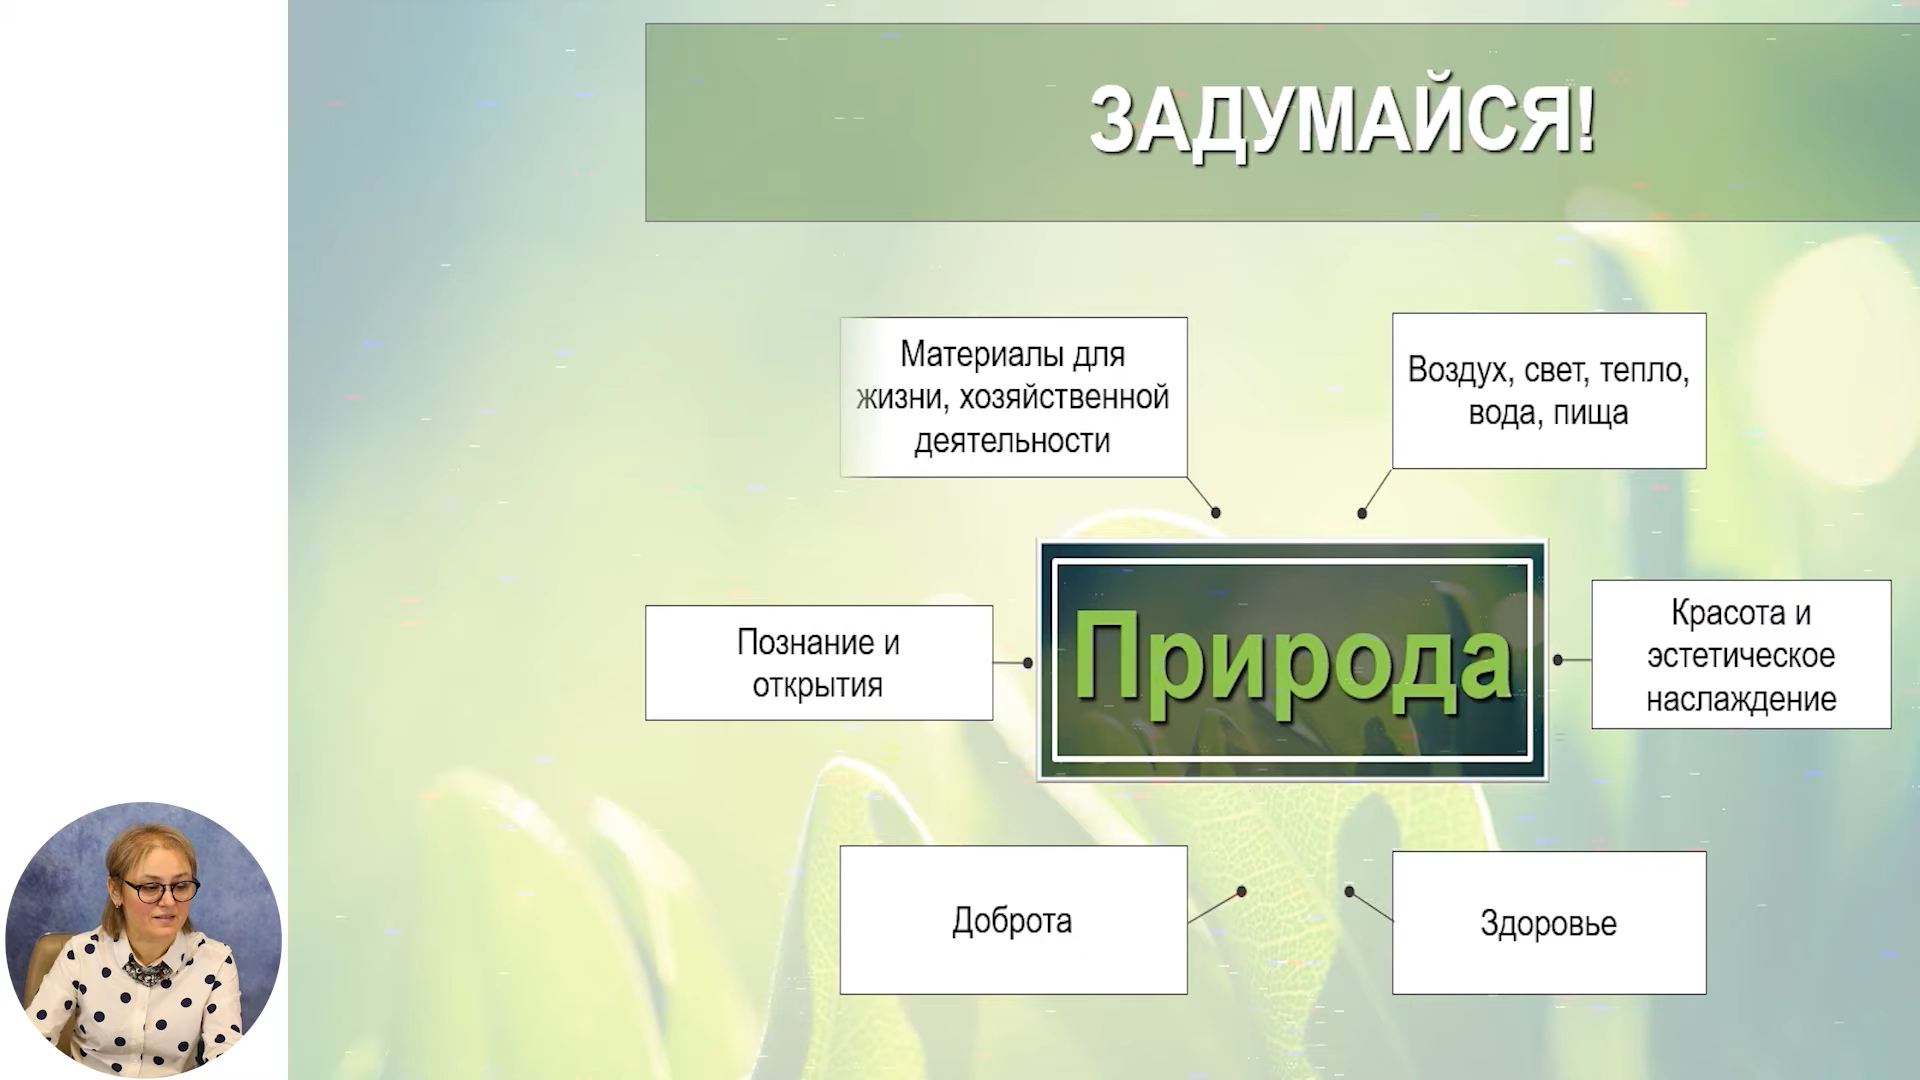 ЗАДУМАЙСЯ!
Материалы для
жизни, хозяйственной
деятельности
Воздух, свет, тепло,
вода, пища
Познание и
открытия
Природа
Красота и
эстетическое
наслаждение
Доброта
Здоровье